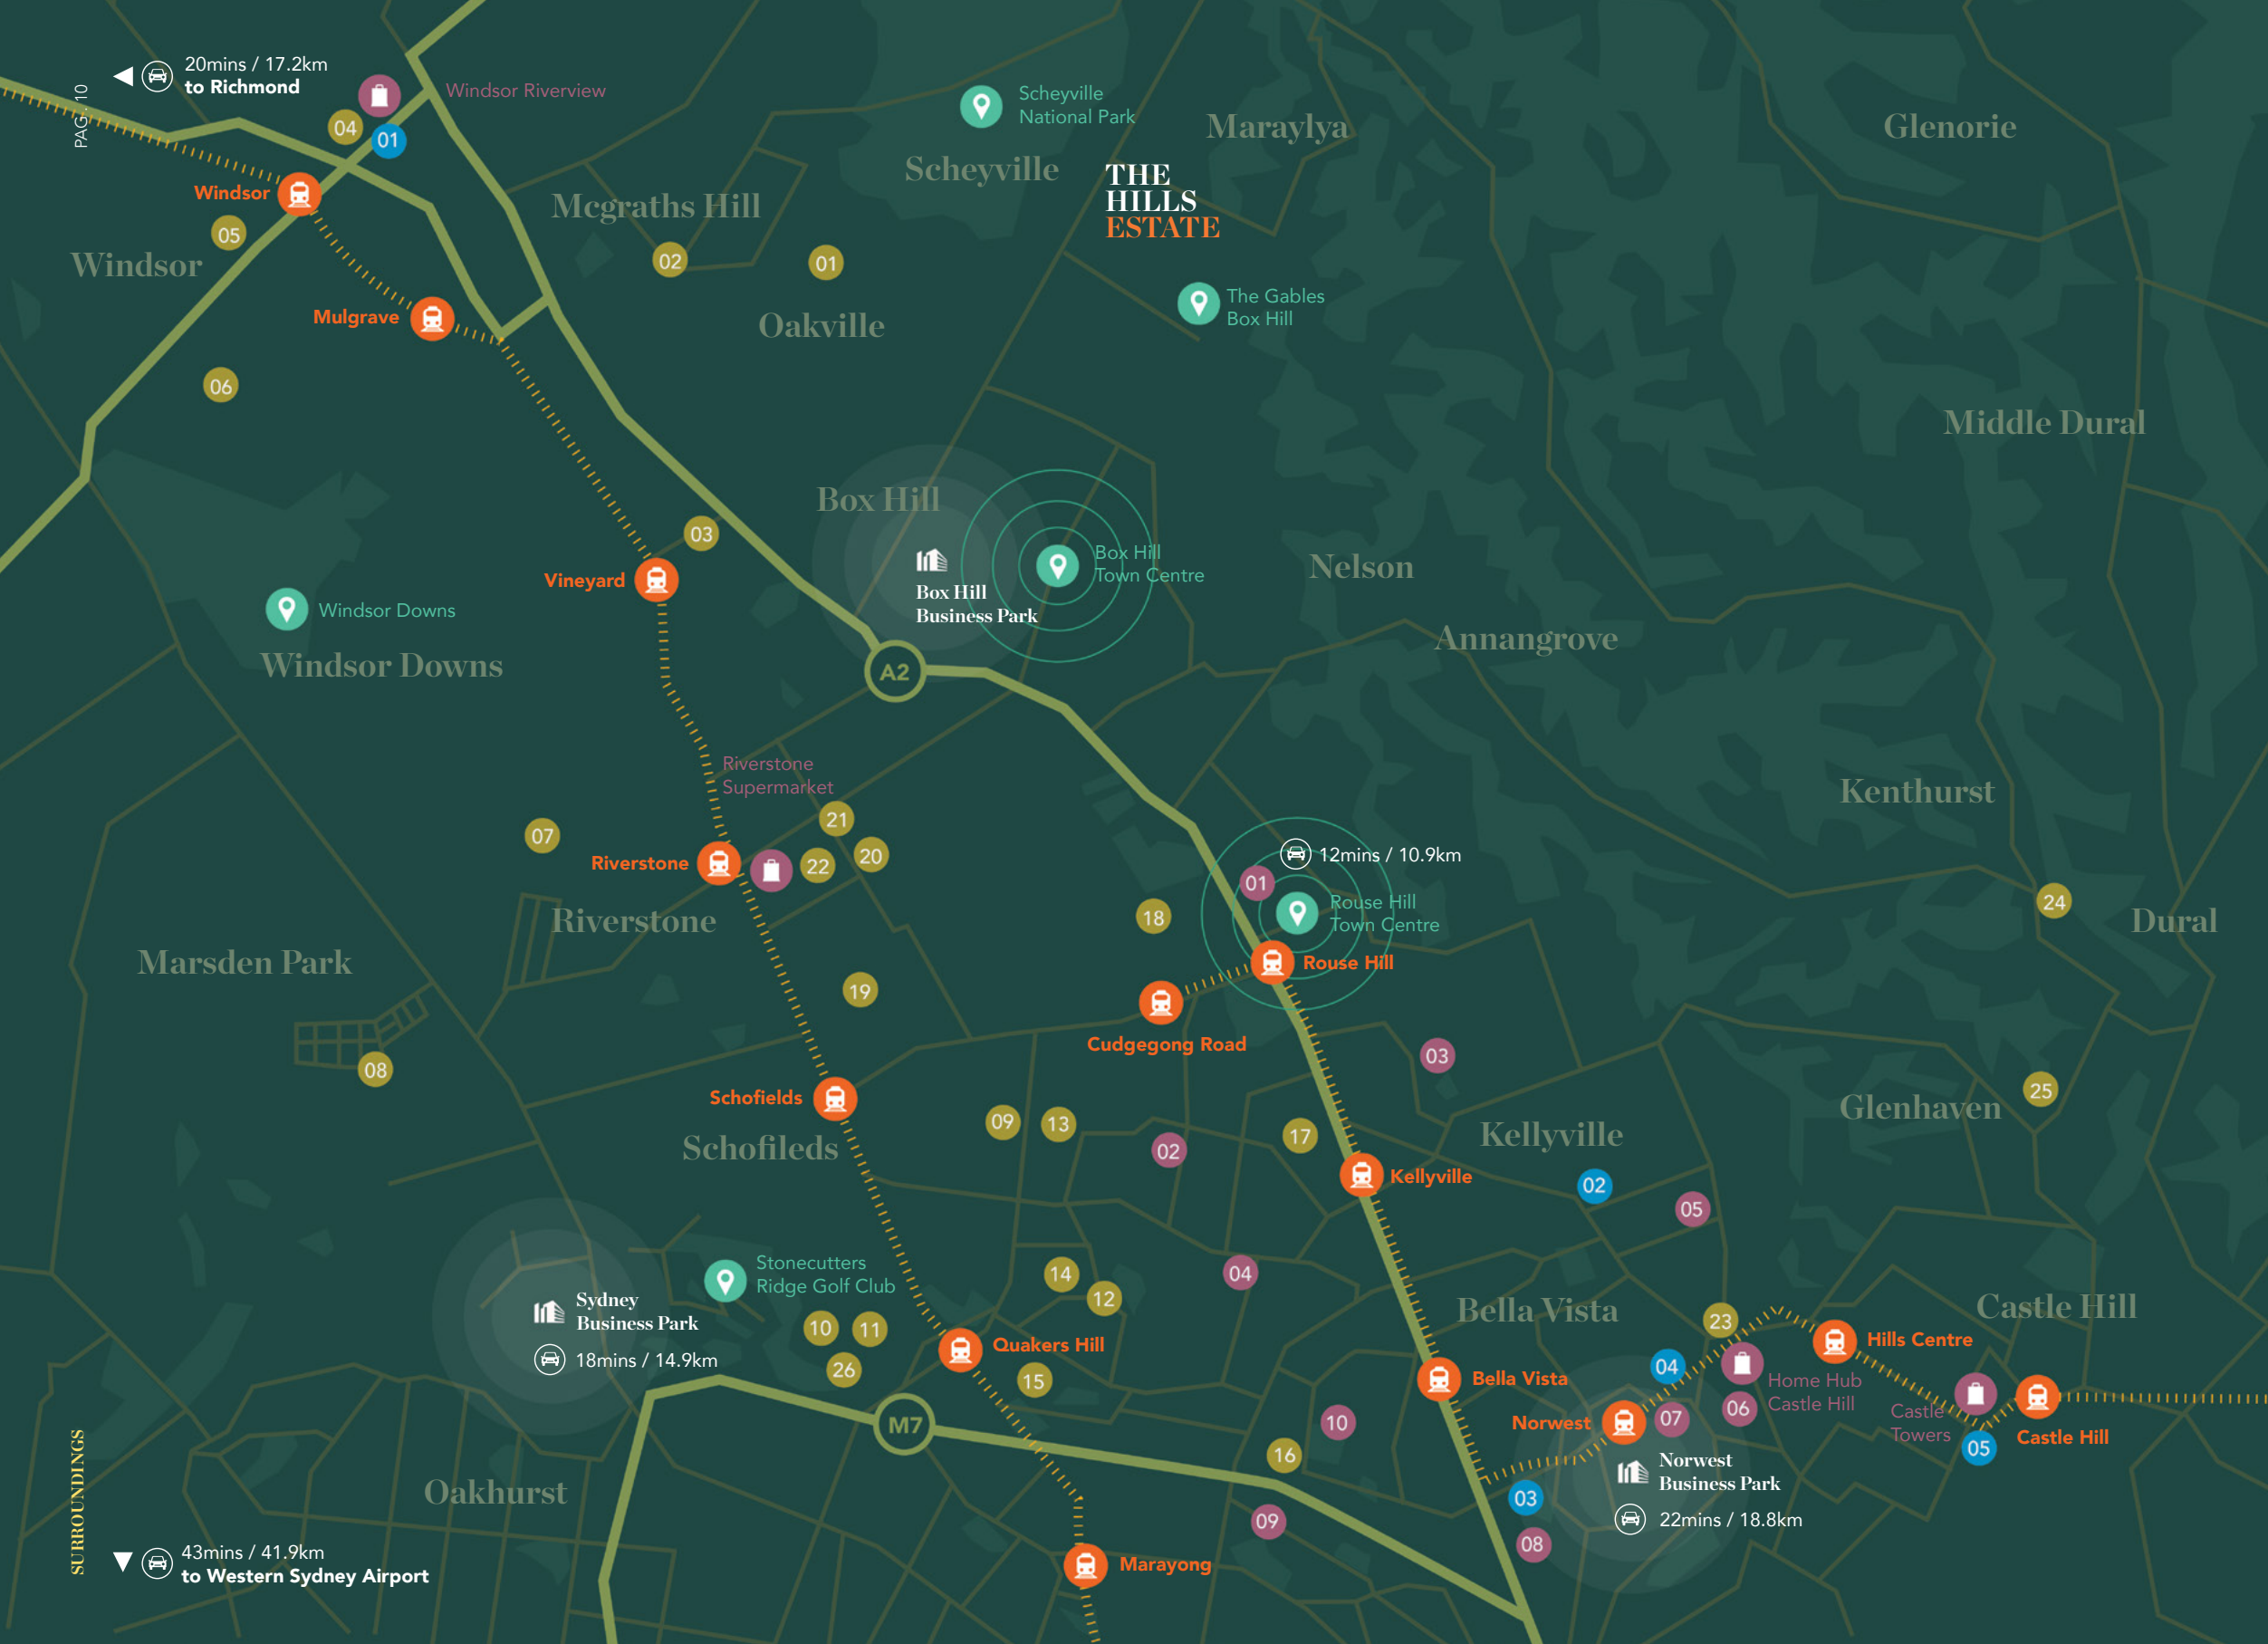 20mins / 17.2km
to Richmond
PAG. 10
Windsor Riverview
04
01
Scheyville
National Park
Maraylya
Glenorie
Scheyville
THE
HILLS
ESTATE
Windsor
Mcgraths Hill
05
Windsor
02
01
Mulgrave
Oakville
The Gables
Box Hill
06
Middle Dural
Box Hill
03
Vineyard
Box Hill
Town Centre
Box Hill
Business Park
Nelson
Windsor Downs
Windsor Downs
Annangrove
A2
Riverstone
Supermarket
Kenthurst
21
07
Riverstone
22
20
12mins / 10.9km
01
Rouse Hill
Town Centre
18
24
Dural
Riverstone
Marsden Park
Rouse Hill
19
Cudgegong Road
03
08
Schofields
25
Glenhaven
09
13
17
Kellyville
Schofileds
02
Kellyville
02
05
Stonecutters
Ridge Golf Club
14
04
12
Sydney
Business Park
18mins / 14.9km
10
11
26
Quakers Hill
15
Bella Vista
Castle Hill
23
Hills Centre
04
Bella Vista
Home Hub
Castle Hill
06
07
Norwest
Castle
Towers
05
Castle Hill
10
M7
16
Norwest
Business Park
22mins / 18.8km
Oakhurst
03
09
08
SURROUNDINGS
43mins / 41.9km
to Western Sydney Airport
Marayong